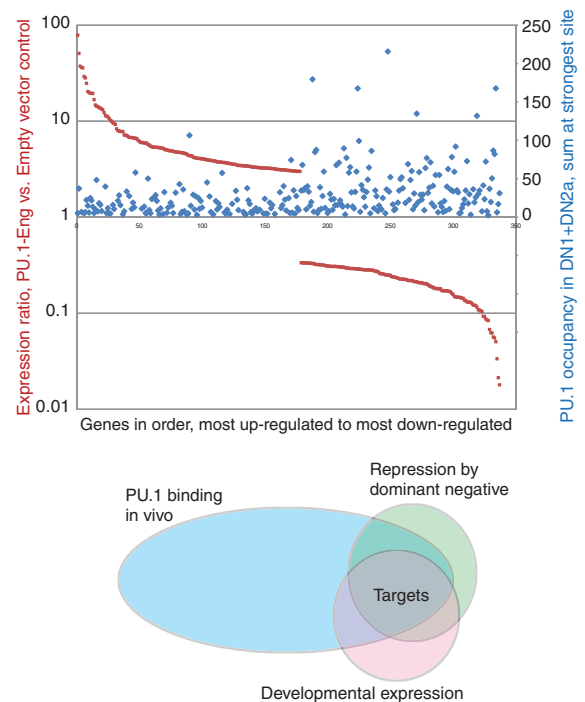 Expression ratio, PU.1-Eng vs. Empty vector control
100
10
1
0.1
0.01
0
50
100
150
200
250
300
350
250
200
150
100
50
0
PU.1 occupancy in DN1+DN2a, sum at strongest site
Genes in order, most up-regulated to most down-regulated
PU.1 binding
in vivo
Repression by
dominant negative
Targets
Developmental expression